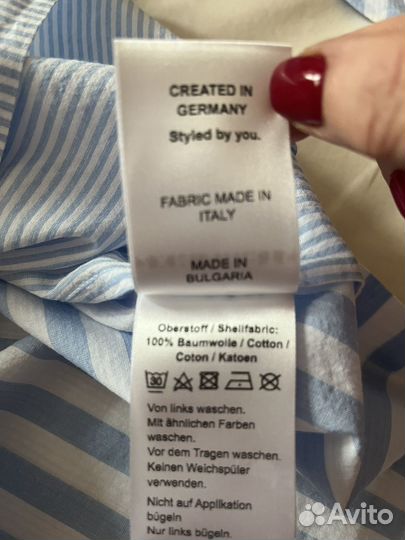 CREATED IN
GERMANY
Styled by you.
FABRIC MADE IN
ITALY
MADE IN
BULGARIA
Oberstoff / Shellfabric:
100% Baumwolle / Cotton /
Coton / Katoen
30
Von links waschen.
Mit ähnlichen Farben
waschen.
Vor dem Tragen waschen.
Keinen Weichspüler
verwenden.
Nicht auf Applikation
bügeln
Nur links bügeln.
Avito